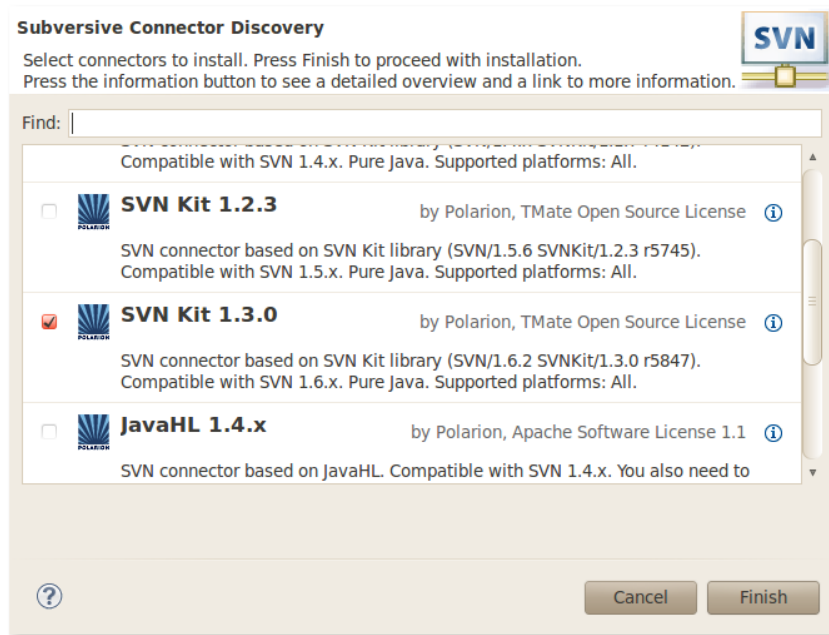 Subversive Connector Discovery
SVN
Select connectors to install. Press Finish to proceed with installation.
Press the information button to see a detailed overview and a link to more information.
Find:
Compatible with SVN 1.4.x. Pure Java. Supported platforms: All.
SVN Kit 1.2.3
by Polarion, TMate Open Source License
POLARION
SVN connector based on SVN Kit library (SVN/1.5.6 SVNKit/1.2.3 r5745).
Compatible with SVN 1.5.x. Pure Java. Supported platforms: All.
SVN Kit 1.3.0
by Polarion, TMate Open Source License
POLARION
SVN connector based on SVN Kit library (SVN/1.6.2 SVNKit/1.3.0 r5847).
Compatible with SVN 1.6.x. Pure Java. Supported platforms: All.
JavaHL 1.4.x
by Polarion, Apache Software License 1.1
POLARION
SVN connector based on JavaHL. Compatible with SVN 1.4.x. You also need to
Cancel
Finish